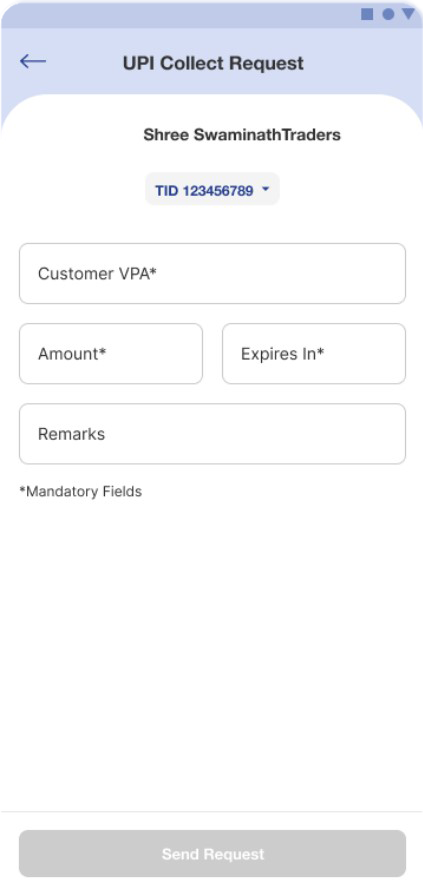 UPI Collect Request
Shree SwaminathTraders
TID 123456789
Customer VPA*
Amount* Expires In*
Remarks
*Mandatory Fields
Send Request